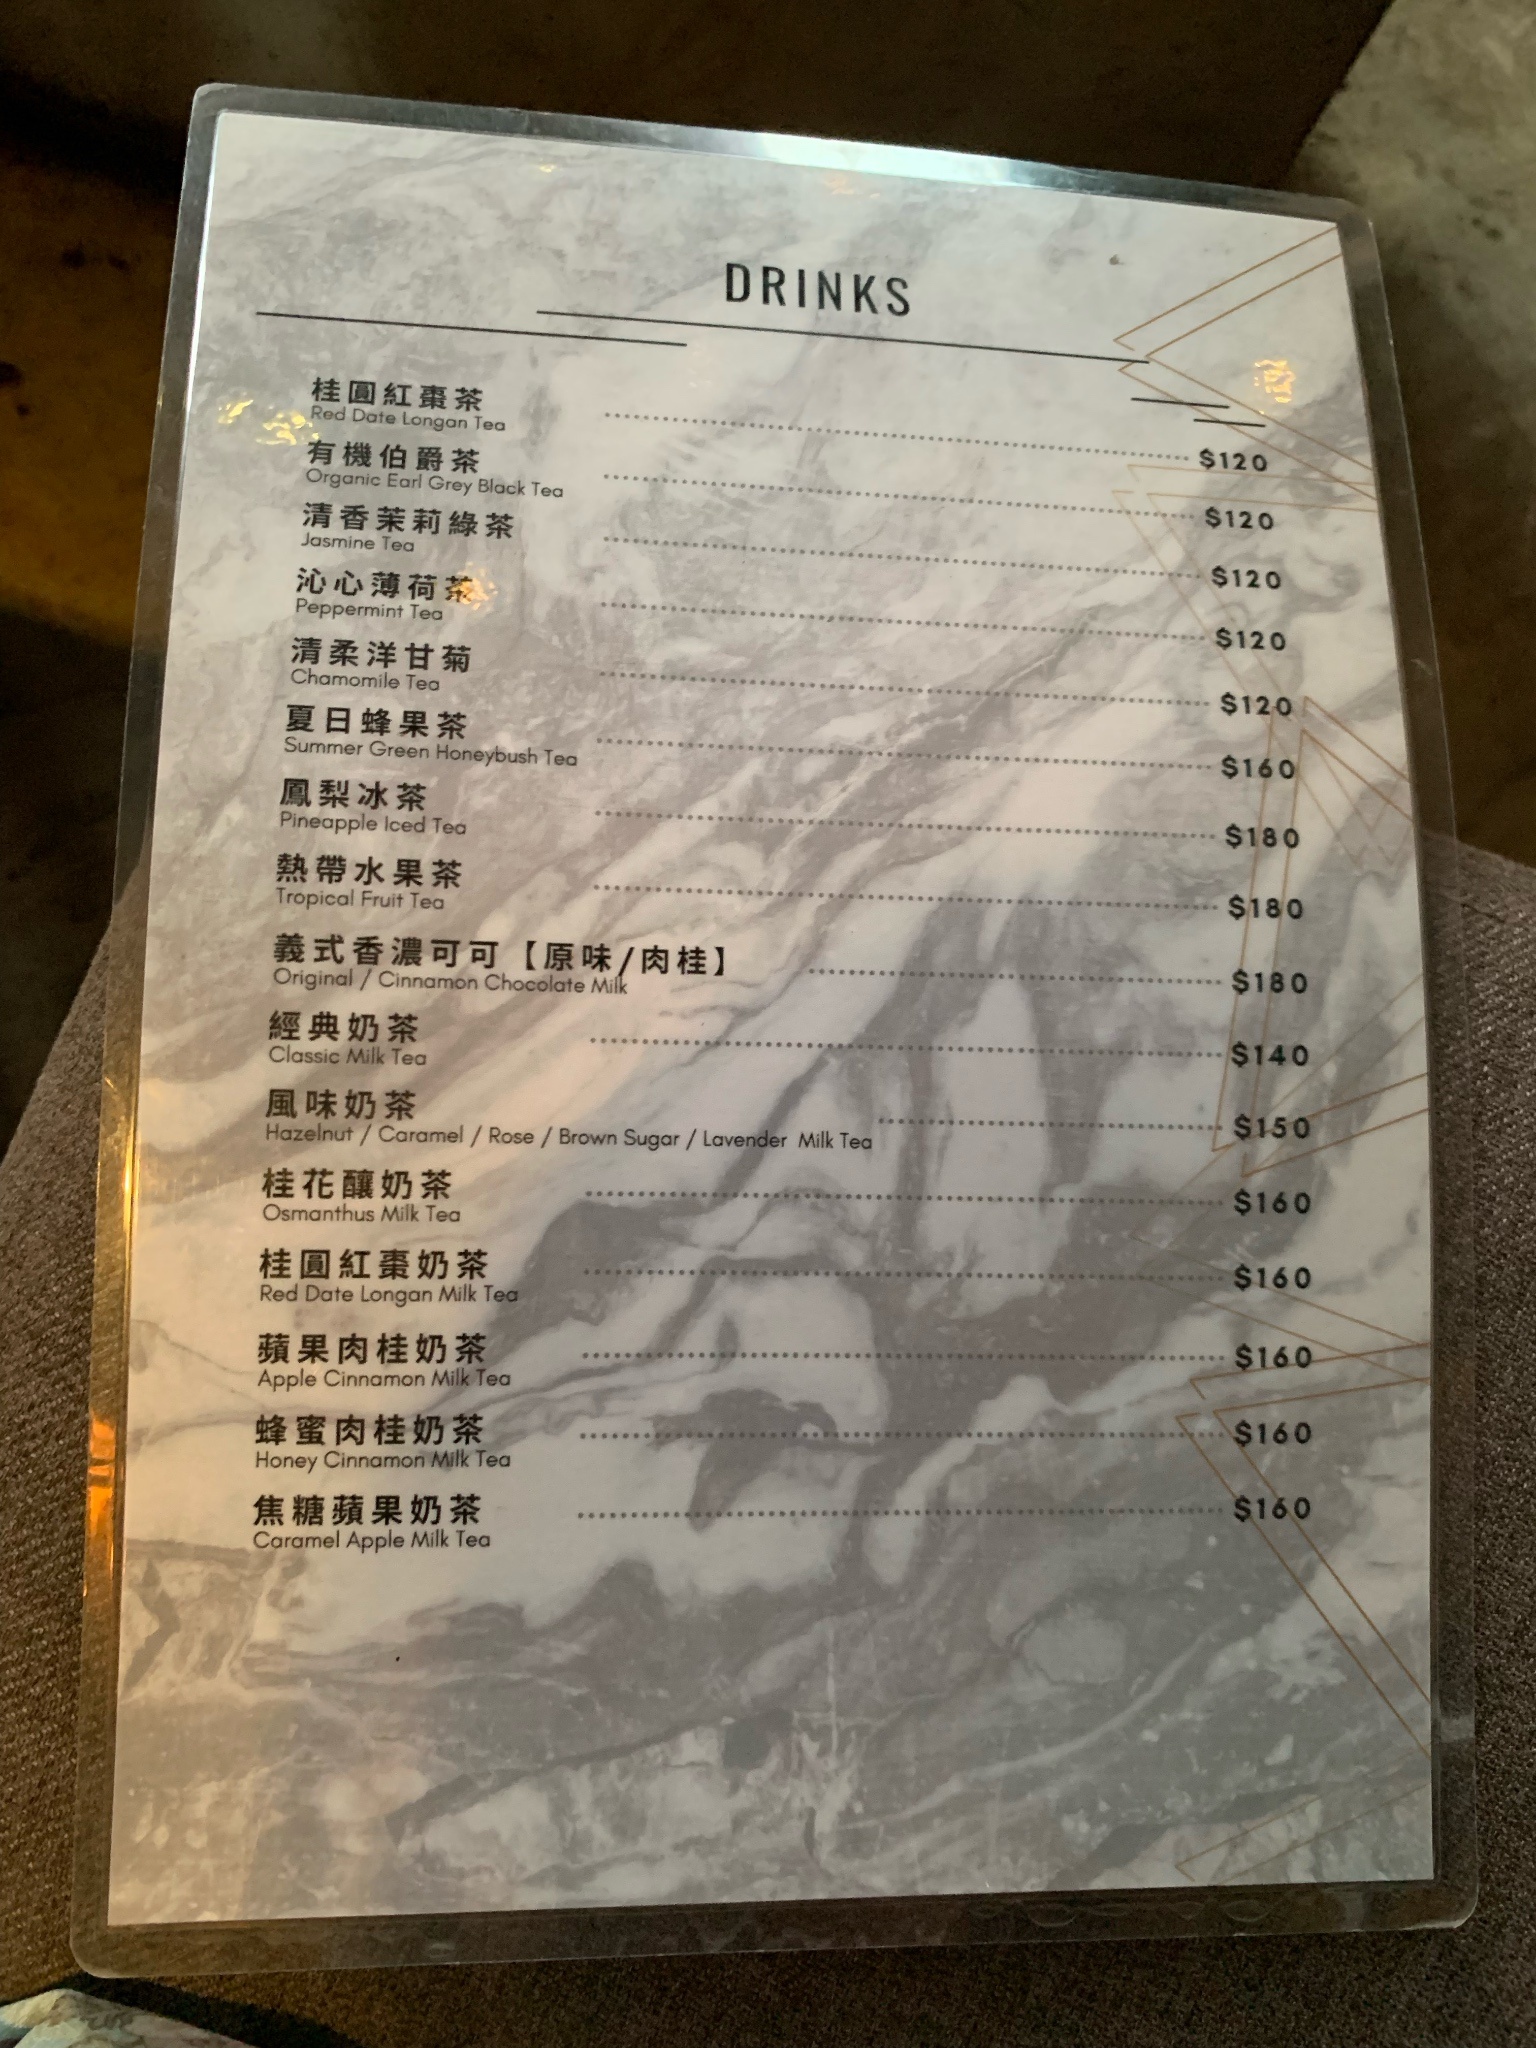 DRINKS
桂圓紅棗茶
Red Date Longan Tea
$120
有機伯爵茶
Organic Earl Grey Black Tea
$120
清香茉莉綠茶
Jasmine Tea
$120
沁心薄荷茶
Peppermint Tea
$120
清柔洋甘菊
Chamomile Tea
$120
夏日蜂果茶
Summer Green Honeybush Tea
$160
鳳梨冰茶
Pineapple Iced Tea
$180
熱帶水果茶
Tropical Fruit Tea
$180
義式香濃可可【原味/肉桂】
Original / Cinnamon Chocolate Milk
$180
經典奶茶
Classic Milk Tea
$140
風味奶茶
Hazelnut / Caramel / Rose / Brown Sugar / Lavender Milk Tea
$150
桂花釀奶茶
Osmanthus Milk Tea
$160
桂圓紅棗奶茶
Red Date Longan Milk Tea
$160
蘋果肉桂奶茶
Apple Cinnamon Milk Tea
$160
蜂蜜肉桂奶茶
Honey Cinnamon Milk Tea
$160
焦糖蘋果奶茶
Caramel Apple Milk Tea
$160